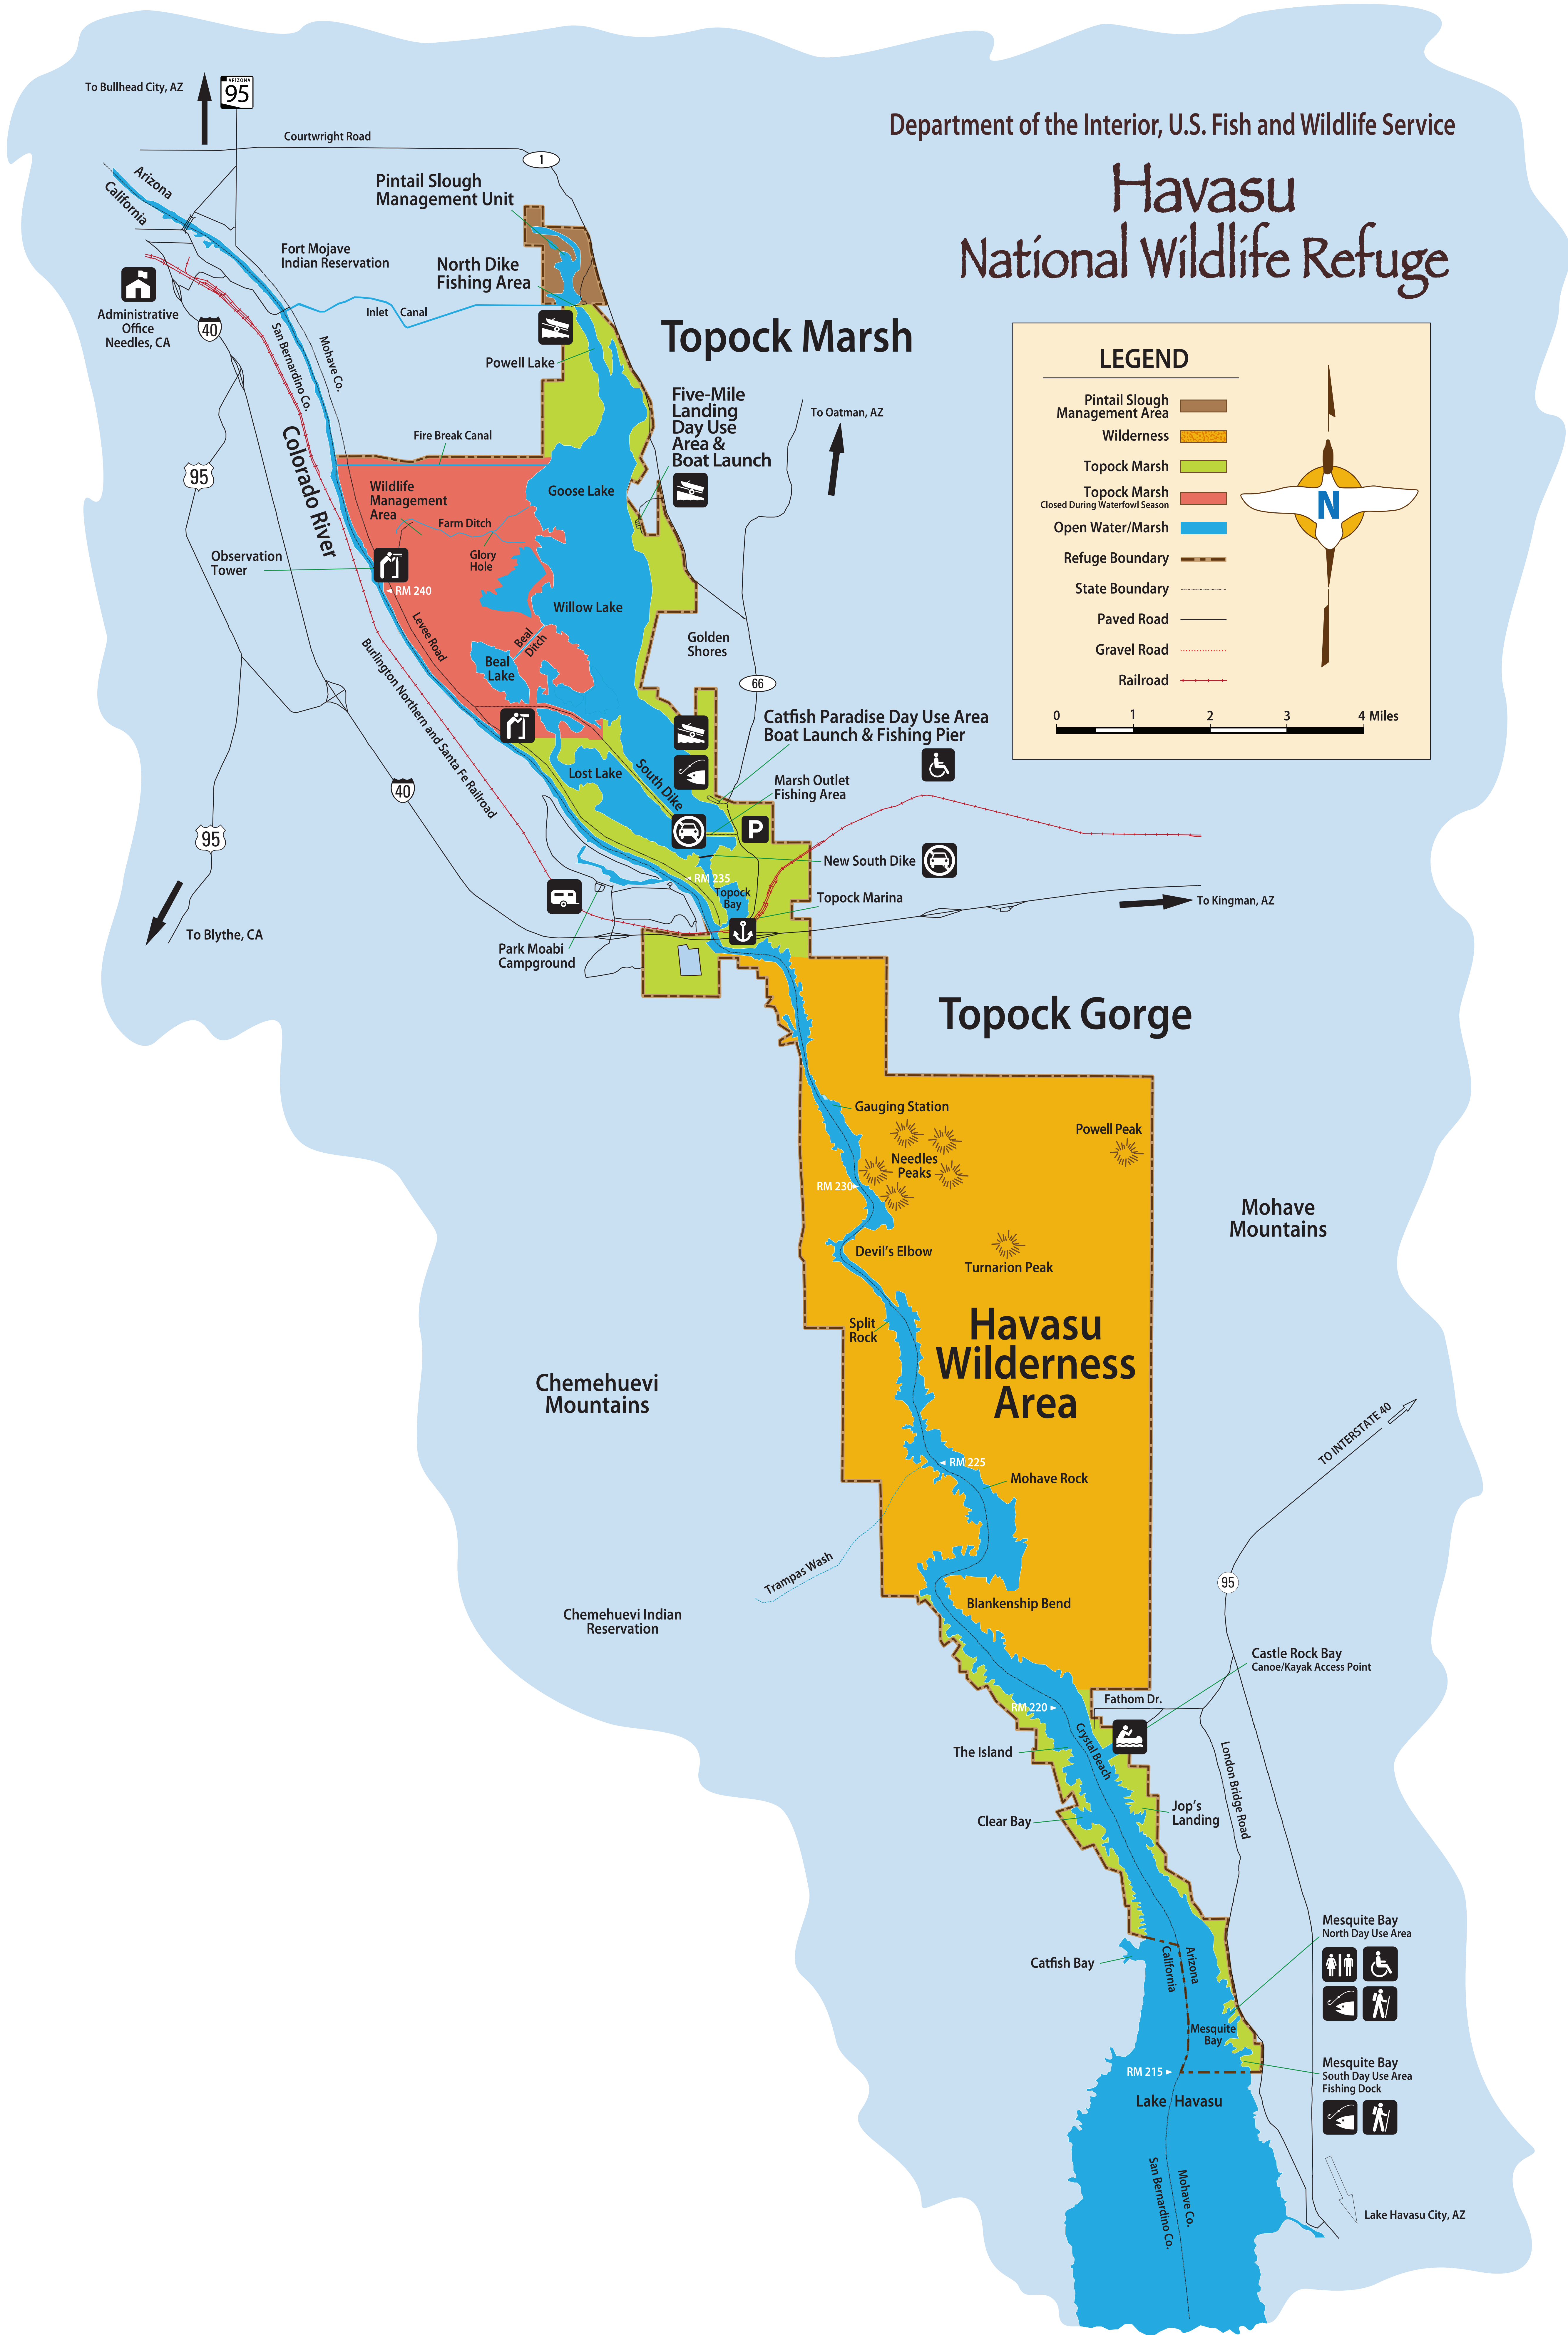 Department of the Interior, U.S. Fish and Wildlife Service
Havasu
National Wildlife Refuge
To Bullhead City, AZ
ARIZONA
95
Courtwright Road
1
Arizona
California
Pintail Slough
Management Unit
Fort Mojave
Indian Reservation
North Dike
Fishing Area
Administrative
Office
Needles, CA
40
Inlet Canal
San Bernardino Co.
Mohave Co.
Topock Marsh
Powell Lake
Five-Mile
Landing
Day Use
Area &
Boat Launch
To Oatman, AZ
LEGEND
Pintail Slough
Management Area
Wilderness
Topock Marsh
Topock Marsh
Closed During Waterfowl Season
Open Water/Marsh
Refuge Boundary
State Boundary
Paved Road
Gravel Road
Railroad
N
0 1 2 3 4 Miles
Fire Break Canal
Colorado River
95
Wildlife
Management
Area
Goose Lake
Farm Ditch
Glory
Hole
Observation
Tower
RM 240
Willow Lake
Levee Road
Beal
Ditch
Beal
Lake
Golden
Shores
66
Burlington Northern and Santa Fe Railroad
Catfish Paradise Day Use Area
Boat Launch & Fishing Pier
Lost Lake
South Dike
Marsh Outlet
Fishing Area
40
95
P
New South Dike
RM 235
Topock
Bay
Topock Marina
To Kingman, AZ
To Blythe, CA
Park Moabi
Campground
Topock Gorge
Gauging Station
Powell Peak
Needles
Peaks
RM 230
Mohave
Mountains
Devil's Elbow
Turnarion Peak
Split
Rock
Havasu
Wilderness
Area
Chemehuevi
Mountains
TO INTERSTATE 40
RM 225
Mohave Rock
Trampas Wash
95
Blankenship Bend
Chemehuevi Indian
Reservation
Castle Rock Bay
Canoe/Kayak Access Point
Fathom Dr.
RM 220
Crystal Beach
The Island
London Bridge Road
Jop's
Landing
Clear Bay
Mesquite Bay
North Day Use Area
Catfish Bay
California
Arizona
Mesquite
Bay
Mesquite Bay
South Day Use Area
Fishing Dock
RM 215
Lake Havasu
San Bernardino Co.
Mohave Co.
Lake Havasu City, AZ